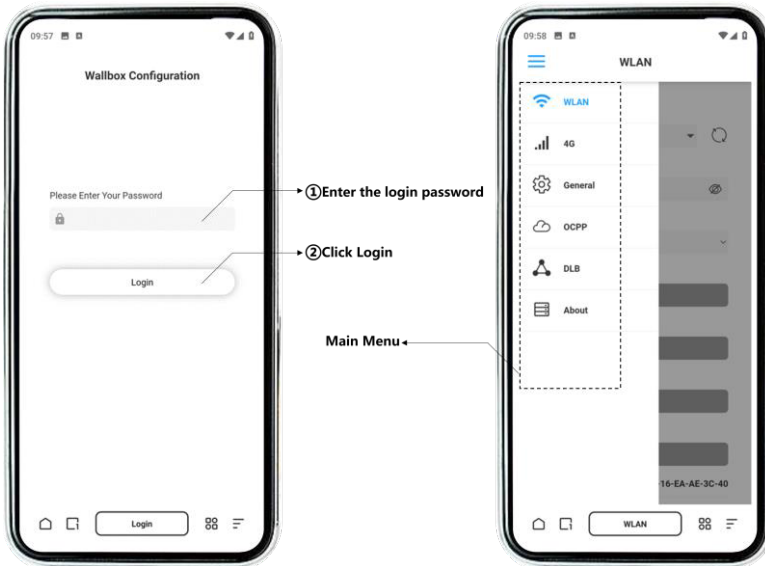 09:57
Wallbox Configuration
Please Enter Your Password
Login
Login
①Enter the login password
②Click Login
Main Menu
09:58
WLAN
WLAN
4G
General
OCPP
DLB
About
16-EA-AE-3C-40
WLAN